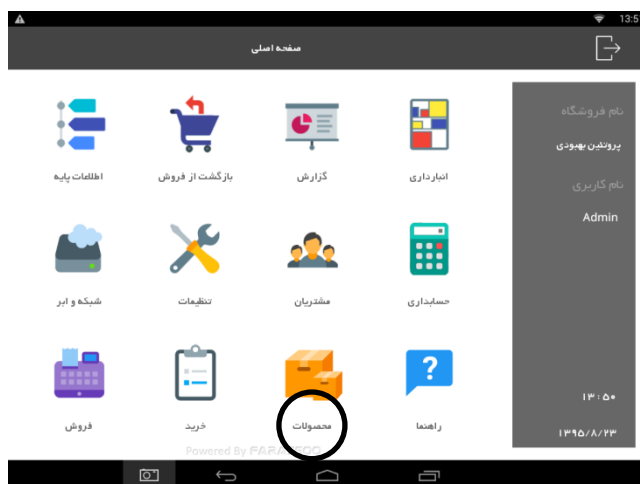 13:5
صفحه اصلی
نام فروشگاه
پروتئین بهبودی
نام کاربری
Admin
انبارداری
گزارش
بازگشت از فروش
اطلاعات پایه
حسابداری
مشتریان
تنظیمات
شبکه و ابر
راهنما
محصولات
خرید
فروش
۱۳:۵۰
۱۳۹۵/۸/۲۳
Powered By